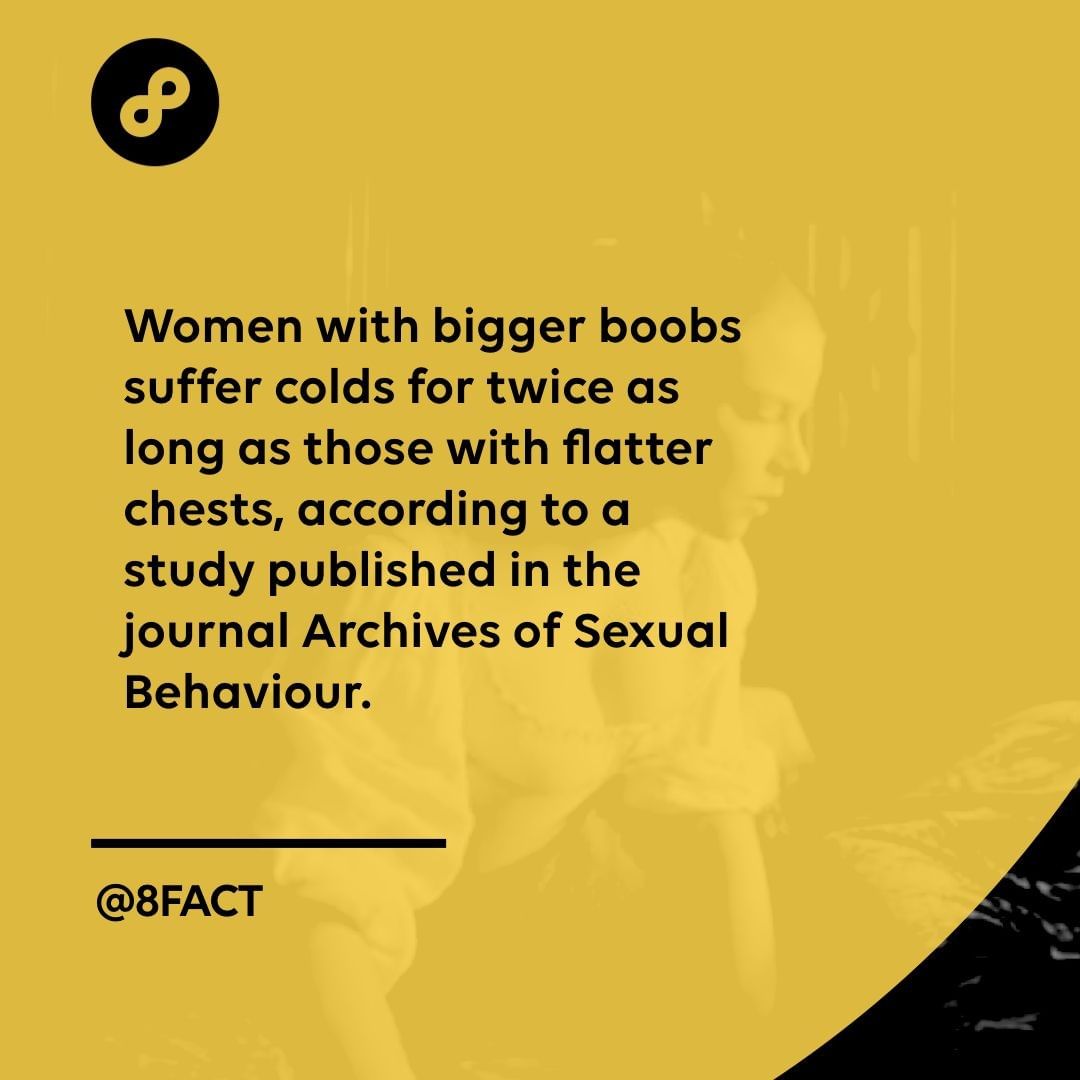 Women with bigger boobs
suffer colds for twice as
long as those with flatter
chests, according to a
study published in the
journal Archives of Sexual
Behaviour.
@8FACT